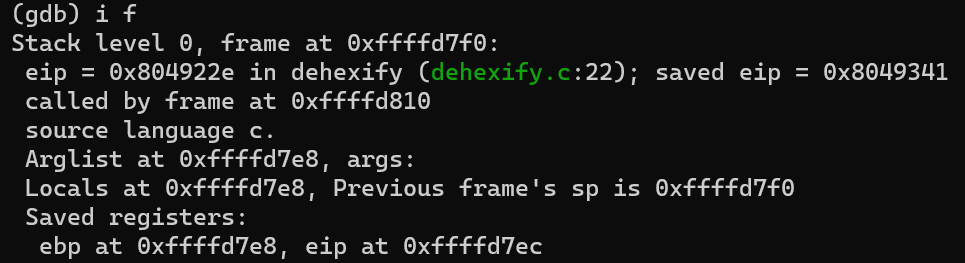 (gdb) i f
Stack level 0, frame at 0xffffd7f0:
 eip = 0x804922e in dehexify (dehexify.c:22); saved eip = 0x8049341
 called by frame at 0xffffd810
 source language c.
 Arglist at 0xffffd7e8, args:
 Locals at 0xffffd7e8, Previous frame's sp is 0xffffd7f0
 Saved registers:
  ebp at 0xffffd7e8, eip at 0xffffd7ec